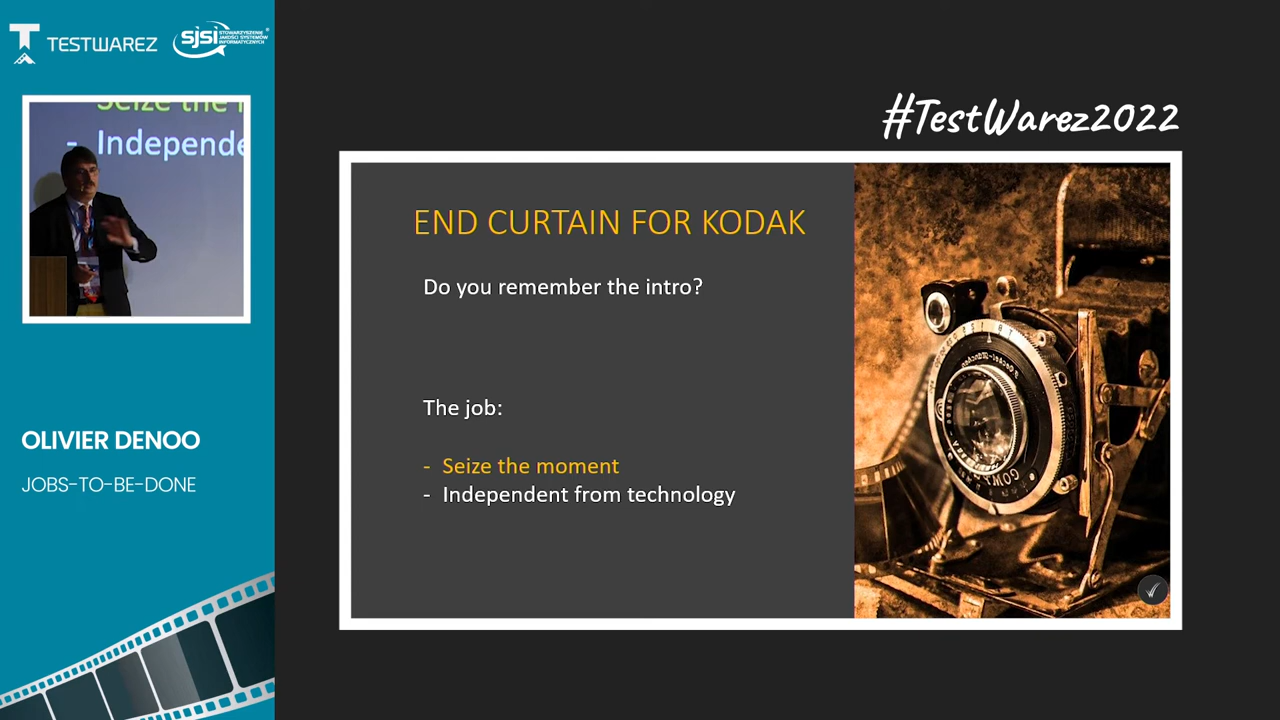 TESTWAREZ
sjsi STOWARZYSZENIE
JAKOŚCI SYSTEMÓW
INFORMATYCZNYCH
#TestWarez2022
Seize the
- Independe
END CURTAIN FOR KODAK
Do you remember the intro?
The job:
- Seize the moment
- Independent from technology
OLIVIER DENOO
JOBS-TO-BE-DONE